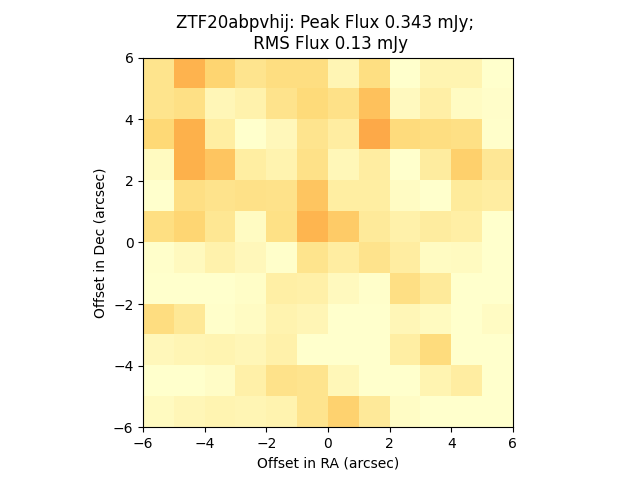 ZTF20abpvhij: Peak Flux 0.343 mJy;
RMS Flux 0.13 mJy
6
4
2
0
−2
−4
−6
Offset in Dec (arcsec)
−6 −4 −2 0 2 4 6
Offset in RA (arcsec)